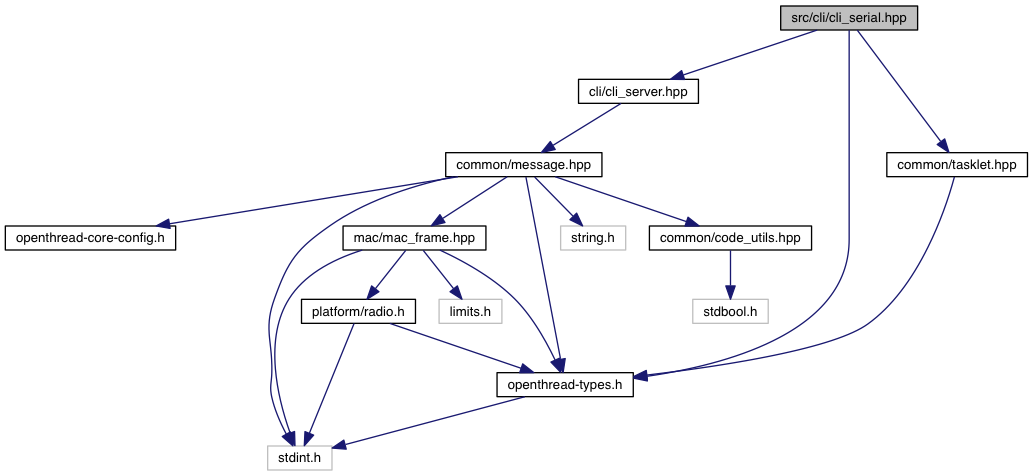 src/cli/cli_serial.hpp
cli/cli_server.hpp
common/message.hpp
common/tasklet.hpp
openthread-core-config.h
mac/mac_frame.hpp
string.h
common/code_utils.hpp
platform/radio.h
limits.h
stdbool.h
openthread-types.h
stdint.h